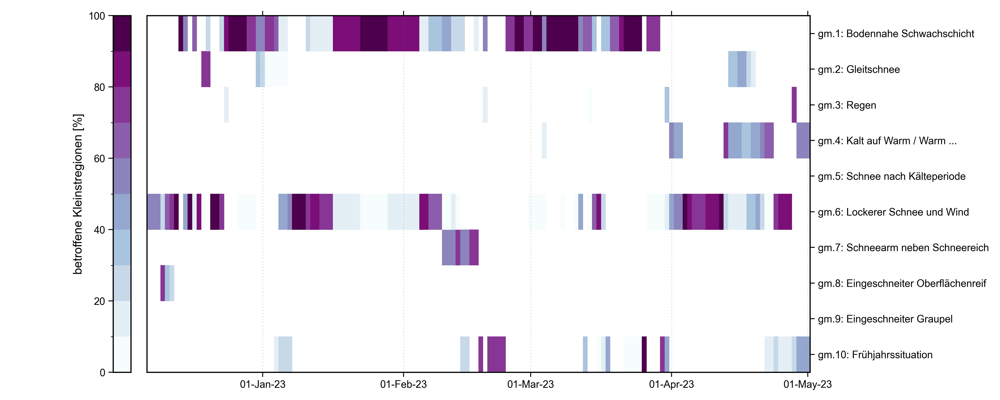 betroffene Kleinstregionen [%]
100
80
60
40
20
0
gm.1: Bodennahe Schwachschicht
gm.2: Gleitschnee
gm.3: Regen
gm.4: Kalt auf Warm / Warm ...
gm.5: Schnee nach Kälteperiode
gm.6: Lockerer Schnee und Wind
gm.7: Schneearm neben Schneereich
gm.8: Eingeschneiter Oberflächenreif
gm.9: Eingeschneiter Graupel
gm.10: Frühjahrssituation
01-Jan-23 01-Feb-23 01-Mar-23 01-Apr-23 01-May-23